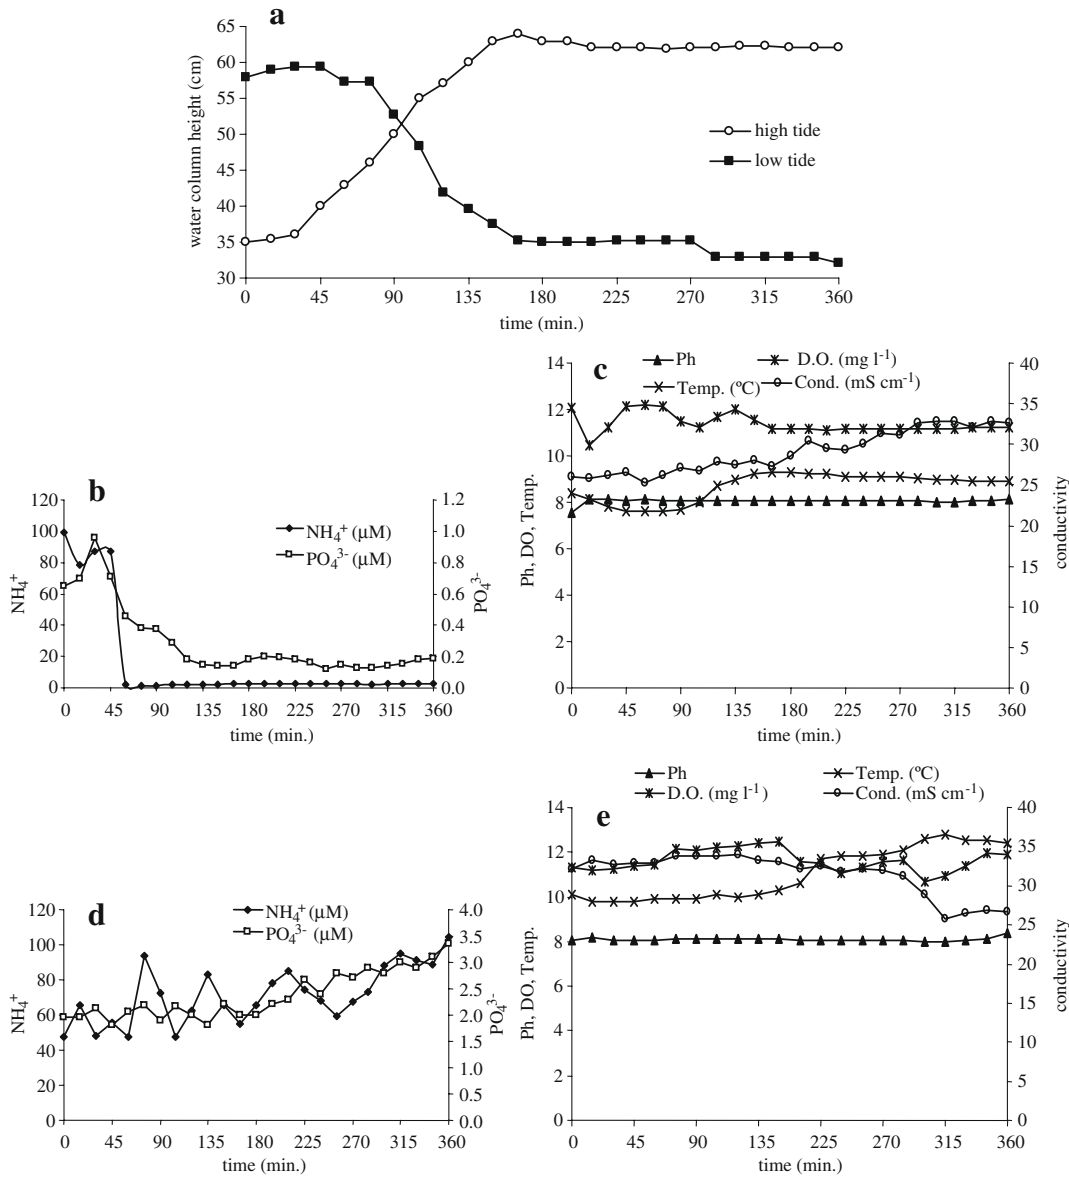 a
65
60
55
50
45
40
35
30
water column height (cm)
high tide
low tide
0 45 90 135 180 225 270 315 360
time (min.)
b
120 1.2
100 1.0
80 0.8
60 0.6
40 0.4
20 0.2
0 0.0
NH₄⁺
PO₄³⁻
NH₄⁺ (µM)
PO₄³⁻ (µM)
0 45 90 135 180 225 270 315 360
time (min.)
c
Ph D.O. (mg l⁻¹)
Temp. (ºC) Cond. (mS cm⁻¹)
14 40
12 35
10 30
8 25
6 20
4 15
2 10
0 5
0
Ph, DO, Temp.
conductivity
0 45 90 135 180 225 270 315 360
time (min.)
d
NH₄⁺ (µM)
PO₄³⁻ (µM)
120 4.0
100 3.5
80 3.0
60 2.5
40 2.0
20 1.5
0 1.0
0.5
0.0
NH₄⁺
PO₄³⁻
0 45 90 135 180 225 270 315 360
time (min.)
e
Ph Temp. (ºC)
D.O. (mg l⁻¹) Cond. (mS cm⁻¹)
14 40
12 35
10 30
8 25
6 20
4 15
2 10
0 5
0
Ph, DO, Temp.
conductivity
0 45 90 135 225 270 315 360
time (min.)